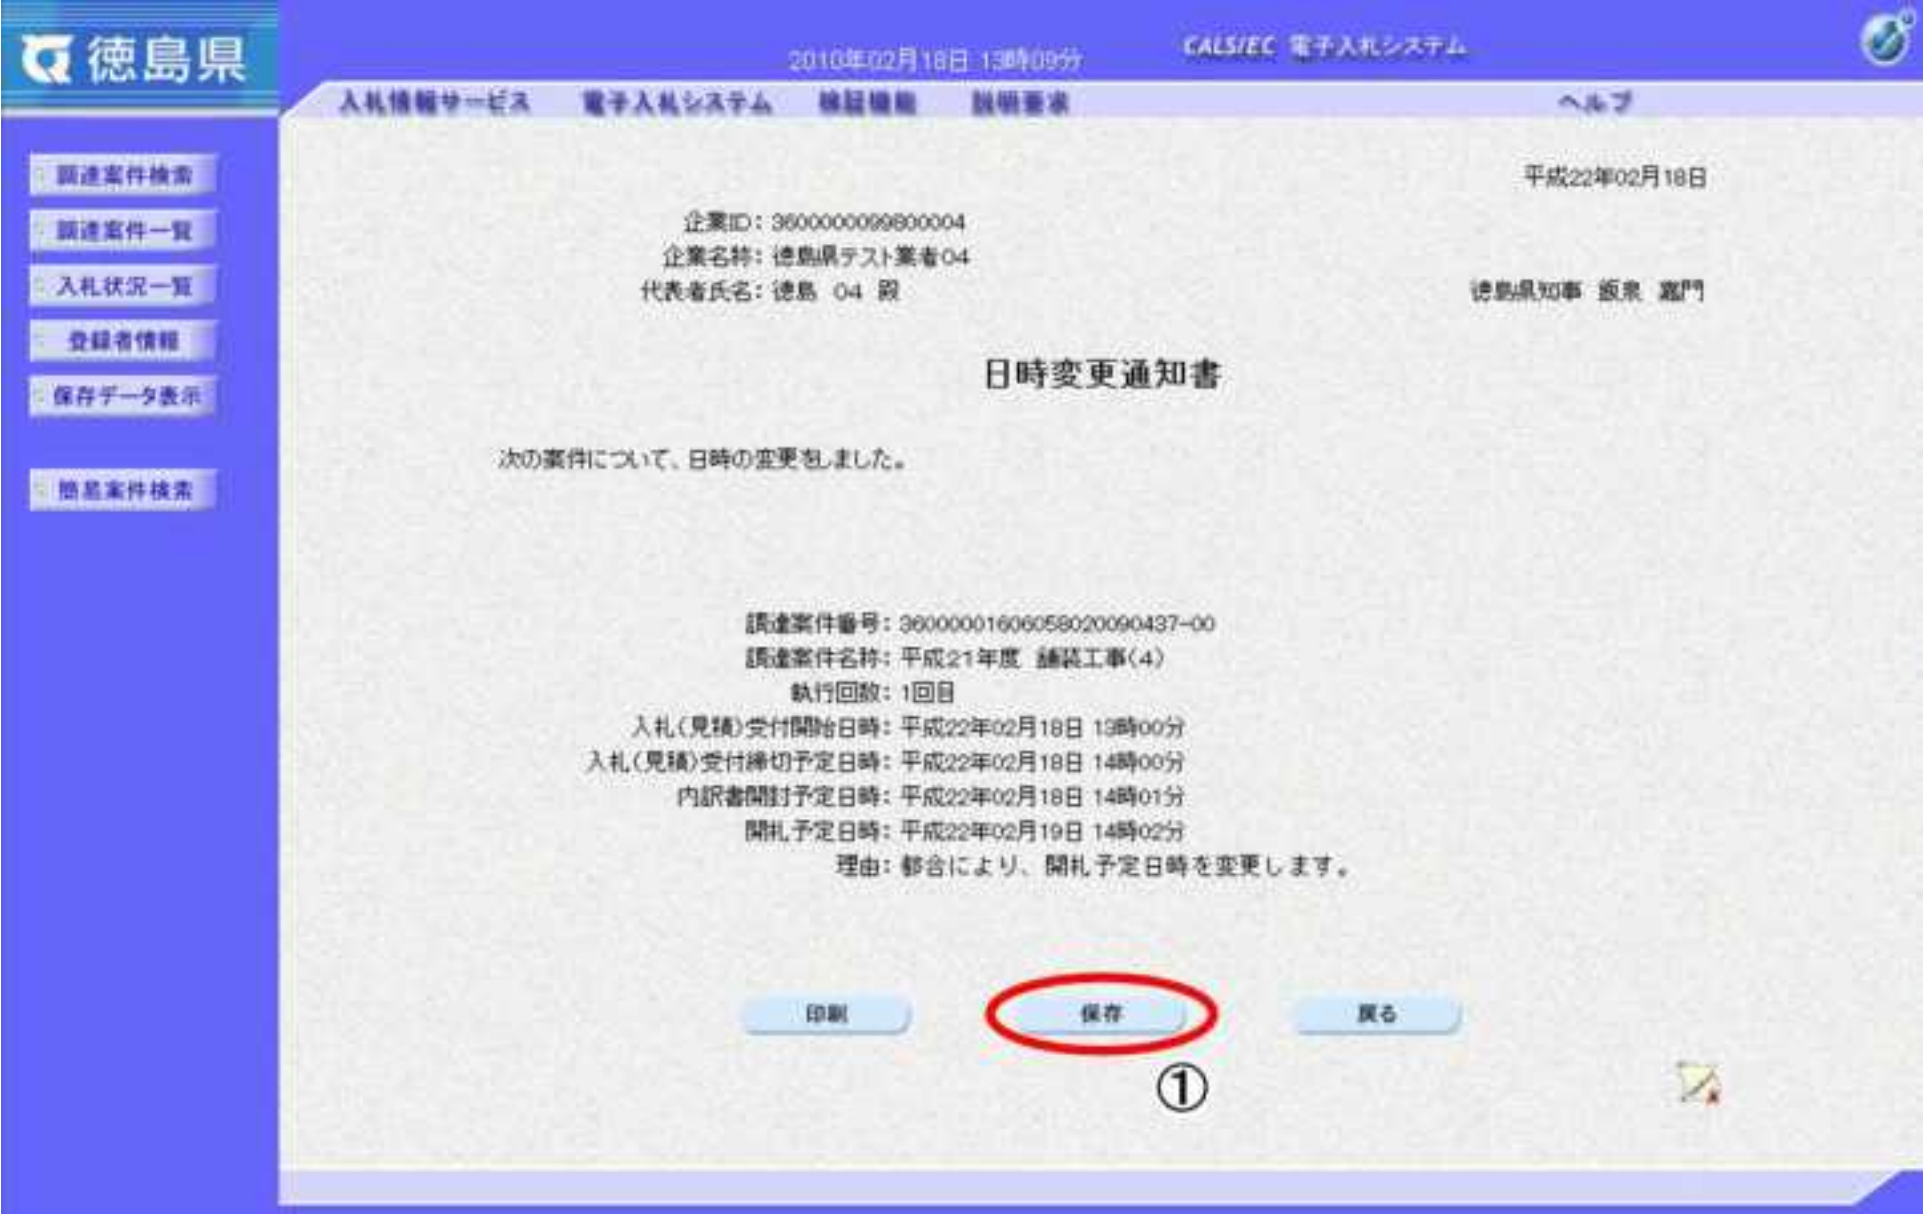 徳島県
2010年02月18日 13時09分
CALS/EC 電子入札システム
入札情報サービス 電子入札システム 検証機能 説明要求 ヘルプ
調達案件検索
調達案件一覧
入札状況一覧
登録者情報
保存データ表示
簡易案件検索
平成22年02月18日
企業ID: 3600000099800004
企業名称: 徳島県テスト業者04
代表者氏名: 徳島 04 殿
徳島県知事 飯泉 嘉門
日時変更通知書
次の案件について、日時の変更をしました。
調達案件番号: 36000001606058020090437-00
調達案件名称: 平成21年度 舗装工事(4)
執行回数: 1回目
入札(見積)受付開始日時: 平成22年02月18日 13時00分
入札(見積)受付締切予定日時: 平成22年02月18日 14時00分
内訳書開封予定日時: 平成22年02月18日 14時01分
開札予定日時: 平成22年02月19日 14時02分
理由: 都合により、開札予定日時を変更します。
印刷 保存 戻る
①